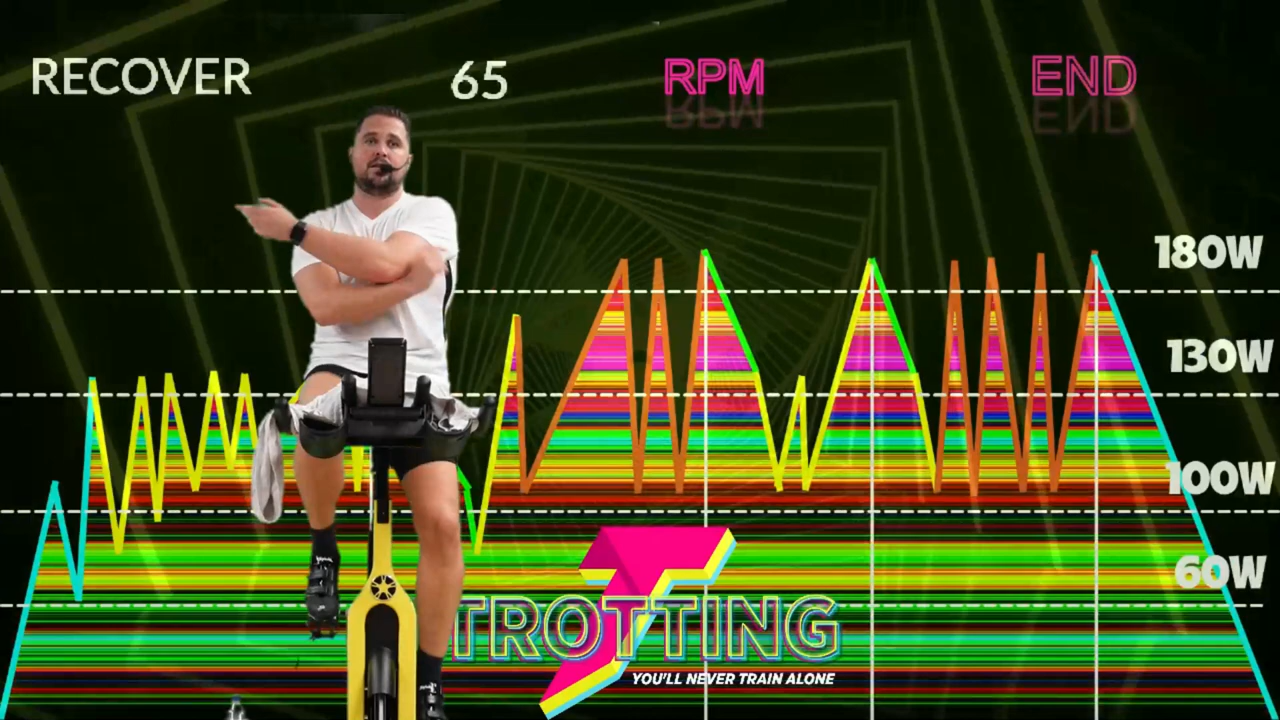 RECOVER
65
RPM
END
180W
130W
100W
60W
TROTTING
YOU'LL NEVER TRAIN ALONE